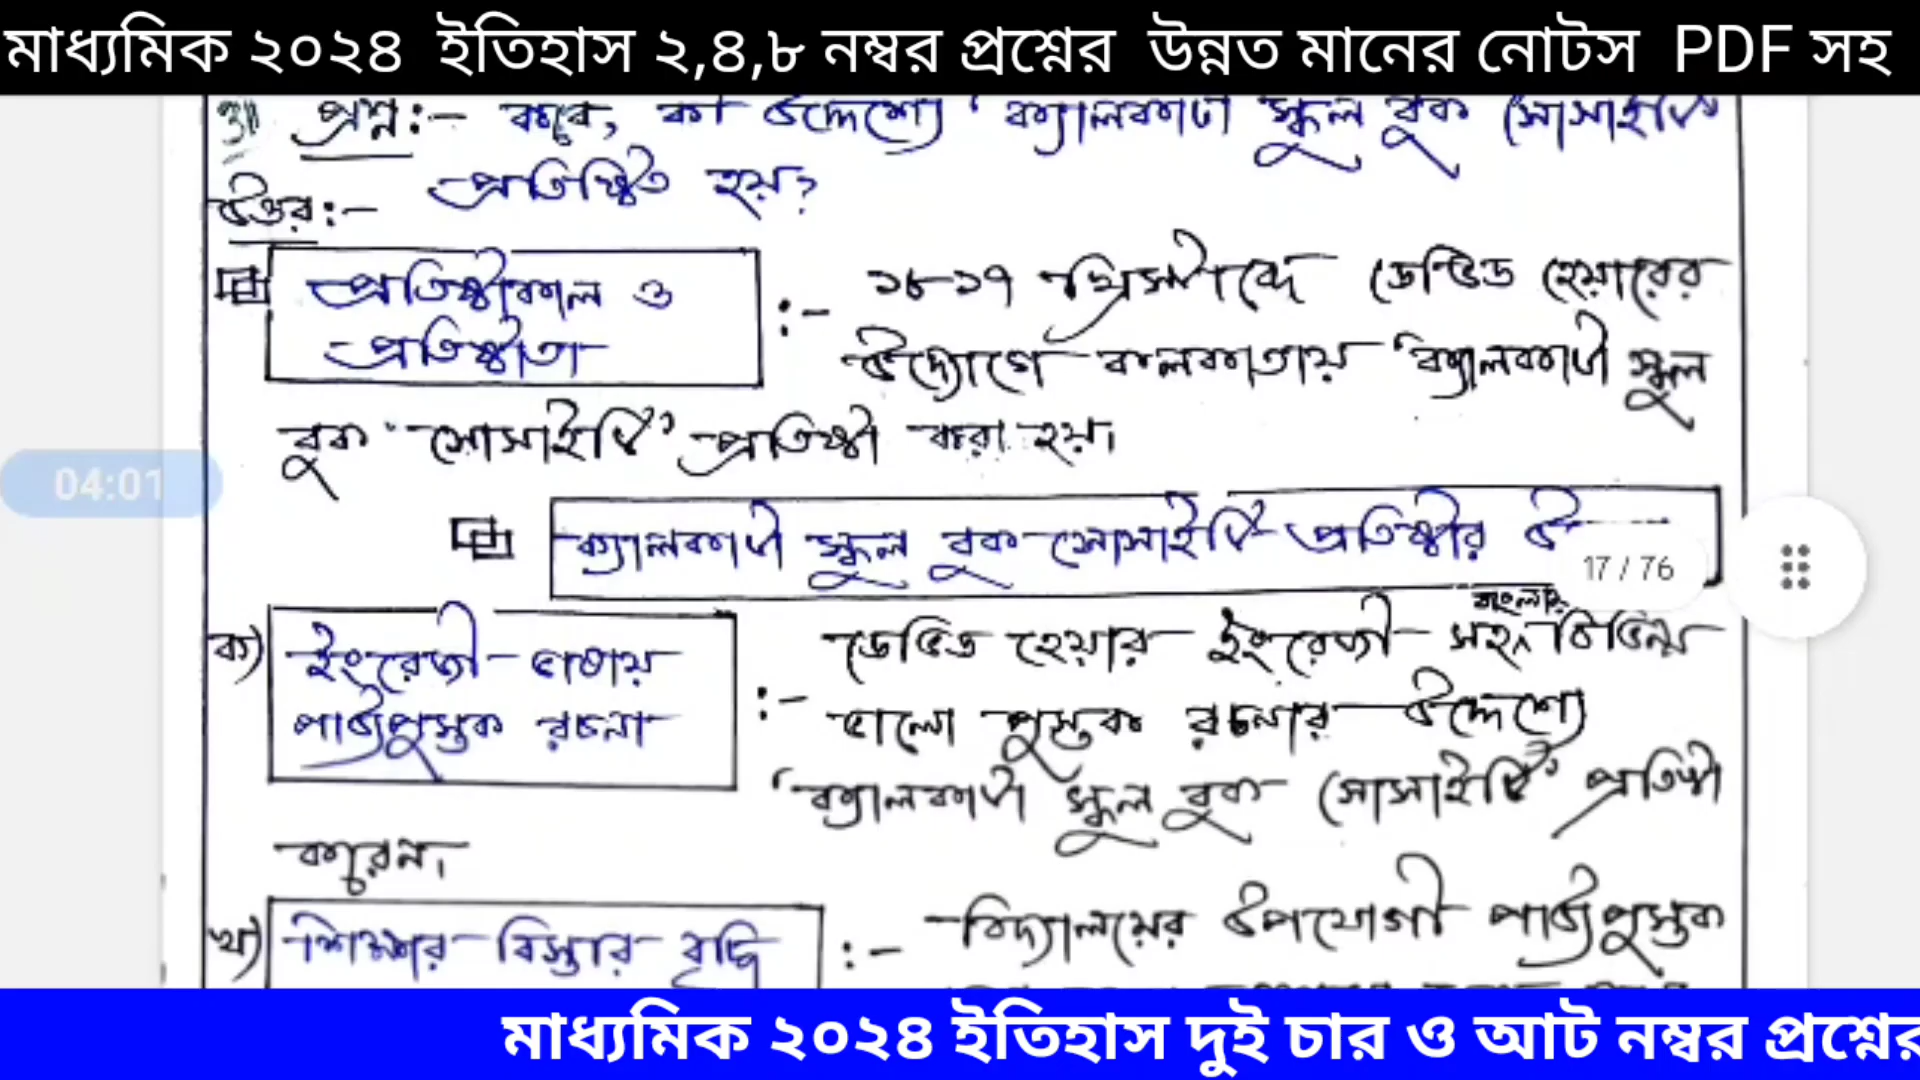 মাধ্যমিক ২০২৪ ইতিহাস ২,৪,৮ নম্বর প্রশ্নের উন্নত মানের নোটস PDF সহ
৩। প্রশ্ন:- কবে, কী উদ্দেশ্যে 'ক্যালকাটা স্কুল বুক সোসাইটি
প্রতিষ্ঠিত হয়?
উত্তর:-
প্রতিষ্ঠাকাল ও প্রতিষ্ঠাতা :- ১৮১৭ খ্রিস্টাব্দে ডেভিড হেয়ারের
উদ্যোগে কলকাতায় 'ক্যালকাটা স্কুল
বুক সোসাইটি' প্রতিষ্ঠা করা হয়।
04:01
ক্যালকাটা স্কুল বুক সোসাইটি প্রতিষ্ঠার উ
17 / 76
ক) ইংরেজী ভাষায় পাঠ্যপুস্তক রচনা :- ডেভিড হেয়ার ইংরেজী সহ বাংলায় বিভিন্ন
ভালো পুস্তক রচনার উদ্দেশ্যে
'ক্যালকাটা স্কুল বুক সোসাইটি' প্রতিষ্ঠা
করেন।
খ) শিক্ষার বিস্তার বৃদ্ধি :- বিদ্যালয়ের উপযোগী পাঠ্যপুস্তক
মাধ্যমিক ২০২৪ ইতিহাস দুই চার ও আট নম্বর প্রশ্নের